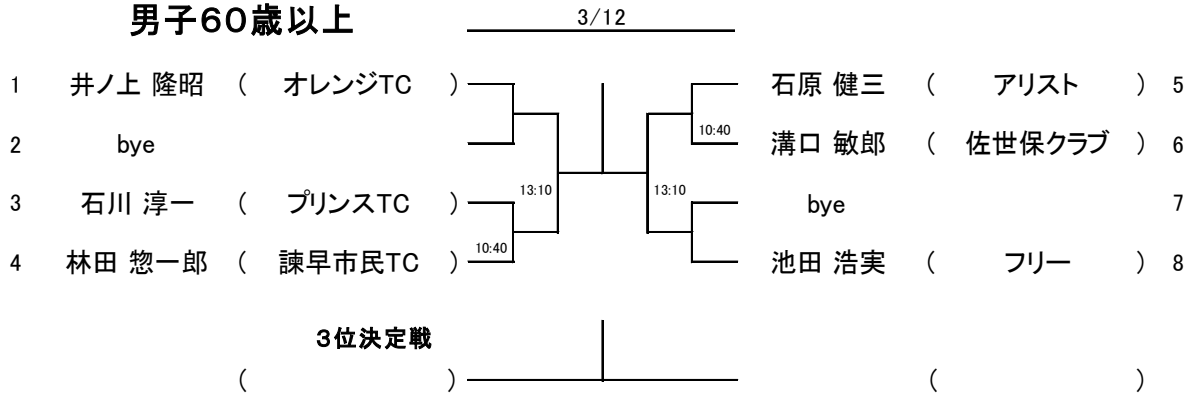 男子60歳以上 3/12
1 井ノ上 隆昭 ( オレンジTC ) 石原 健三 ( アリスト ) 5
10:40
2 bye 溝口 敏郎 ( 佐世保クラブ ) 6
13:10 13:10
3 石川 淳一 ( プリンスTC ) bye 7
10:40
4 林田 惣一郎 ( 諫早市民TC ) 池田 浩実 ( フリー ) 8
3位決定戦
( ) ( )